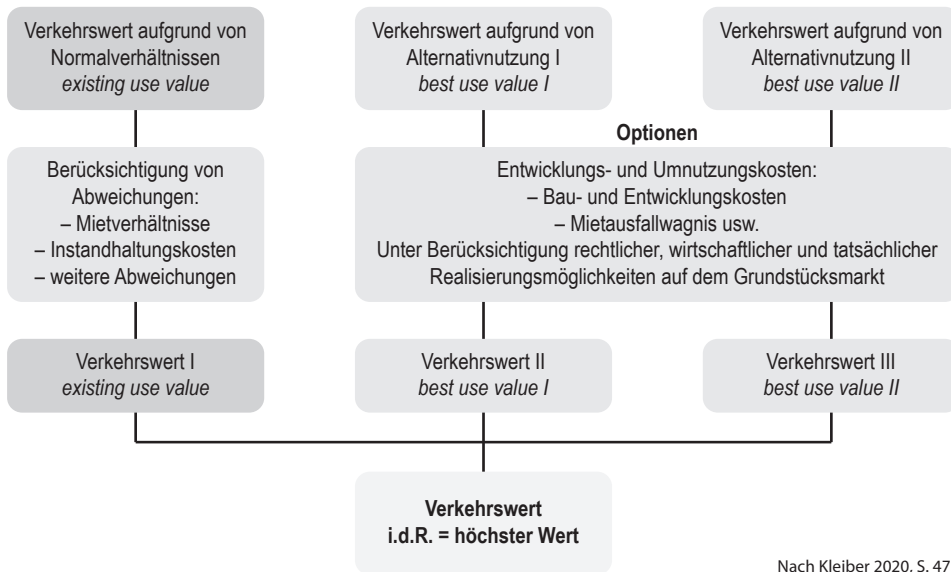 Verkehrswert aufgrund von
Normalverhältnissen
existing use value
Verkehrswert aufgrund von
Alternativnutzung I
best use value I
Verkehrswert aufgrund von
Alternativnutzung II
best use value II
Optionen
Berücksichtigung von
Abweichungen:
– Mietverhältnisse
– Instandhaltungskosten
– weitere Abweichungen
Entwicklungs- und Umnutzungskosten:
– Bau- und Entwicklungskosten
– Mietausfallwagnis usw.
Unter Berücksichtigung rechtlicher, wirtschaftlicher und tatsächlicher
Realisierungsmöglichkeiten auf dem Grundstücksmarkt
Verkehrswert I
existing use value
Verkehrswert II
best use value I
Verkehrswert III
best use value II
Verkehrswert
i.d.R. = höchster Wert
Nach Kleiber 2020, S. 47